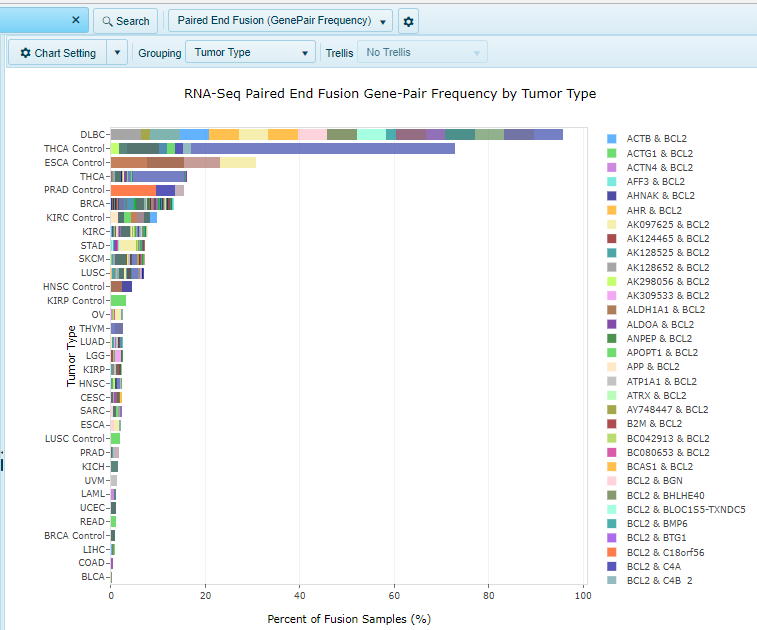 ✕ Search Paired End Fusion (GenePair Frequency)
Chart Setting Grouping Tumor Type Trellis No Trellis
RNA-Seq Paired End Fusion Gene-Pair Frequency by Tumor Type
Tumor Type
DLBC
THCA Control
ESCA Control
THCA
PRAD Control
BRCA
KIRC Control
KIRC
STAD
SKCM
LUSC
HNSC Control
KIRP Control
OV
THYM
LUAD
LGG
KIRP
HNSC
CESC
SARC
ESCA
LUSC Control
PRAD
KICH
UVM
LAML
UCEC
READ
BRCA Control
LIHC
COAD
BLCA
0 20 40 60 80 100
Percent of Fusion Samples (%)
ACTB & BCL2
ACTG1 & BCL2
ACTN4 & BCL2
AFF3 & BCL2
AHNAK & BCL2
AHR & BCL2
AK097625 & BCL2
AK124465 & BCL2
AK128525 & BCL2
AK128652 & BCL2
AK298056 & BCL2
AK309533 & BCL2
ALDH1A1 & BCL2
ALDOA & BCL2
ANPEP & BCL2
APOPT1 & BCL2
APP & BCL2
ATP1A1 & BCL2
ATRX & BCL2
AY748447 & BCL2
B2M & BCL2
BC042913 & BCL2
BC080653 & BCL2
BCAS1 & BCL2
BCL2 & BGN
BCL2 & BHLHE40
BCL2 & BLOC1S5-TXNDC5
BCL2 & BMP6
BCL2 & BTG1
BCL2 & C18orf56
BCL2 & C4A
BCL2 & C4B_2